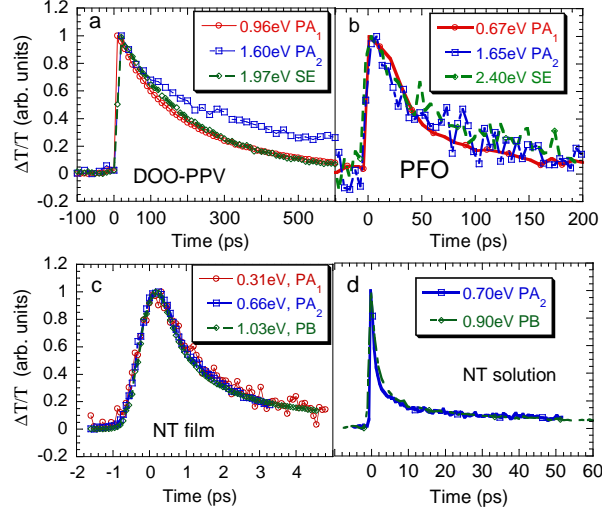 a
0.96eV PA1
1.60eV PA2
1.97eV SE
DOO-PPV
1.2
1
0.8
0.6
0.4
0.2
0
-0.2
ΔT/T (arb. units)
-100 0 100 300 500
Time (ps)
b
0.67eV PA1
1.65eV PA2
2.40eV SE
PFO
0 50 100 150 200
Time (ps)
c
0.31eV, PA1
0.66eV, PA2
1.03eV, PB
NT film
1.2
1.0
0.8
0.6
0.4
0.2
0
ΔT/T (arb. units)
-2 -1 0 1 2 3 4
Time (ps)
d
0.70eV PA2
0.90eV PB
NT solution
0 10 20 30 40 50 60
Time (ps)